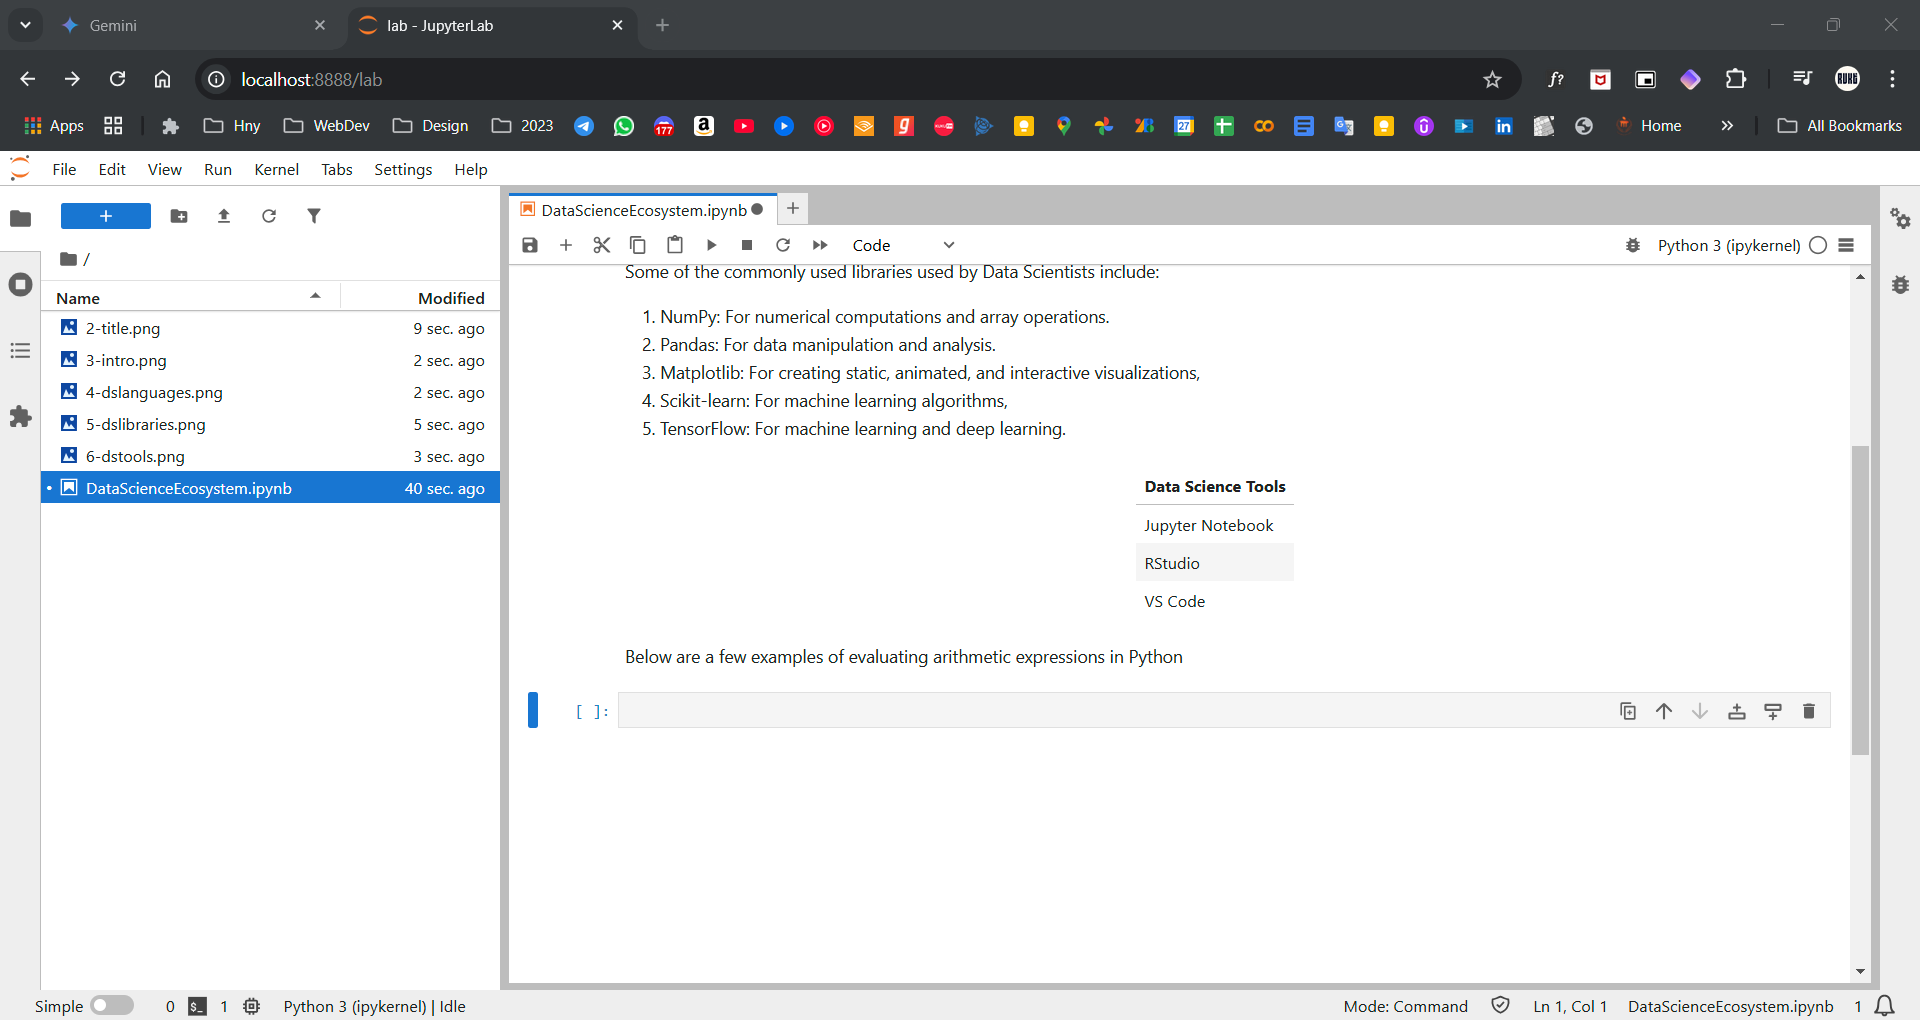 Gemini
lab - JupyterLab
localhost:8888/lab
f?
RUKE
Apps
Hny
WebDev
Design
2023
177
a
27
in
Home
»
All Bookmarks
File Edit View Run Kernel Tabs Settings Help
DataScienceEcosystem.ipynb
Code
Python 3 (ipykernel)
/
Name Modified
2-title.png 9 sec. ago
3-intro.png 2 sec. ago
4-dslanguages.png 2 sec. ago
5-dslibraries.png 5 sec. ago
6-dstools.png 3 sec. ago
• DataScienceEcosystem.ipynb 40 sec. ago
Some of the commonly used libraries used by Data Scientists include:
1. NumPy: For numerical computations and array operations.
2. Pandas: For data manipulation and analysis.
3. Matplotlib: For creating static, animated, and interactive visualizations,
4. Scikit-learn: For machine learning algorithms,
5. TensorFlow: For machine learning and deep learning.
Data Science Tools
Jupyter Notebook
RStudio
VS Code
Below are a few examples of evaluating arithmetic expressions in Python
[ ]:
Simple 0 $_ 1 Python 3 (ipykernel) | Idle
Mode: Command Ln 1, Col 1 DataScienceEcosystem.ipynb 1